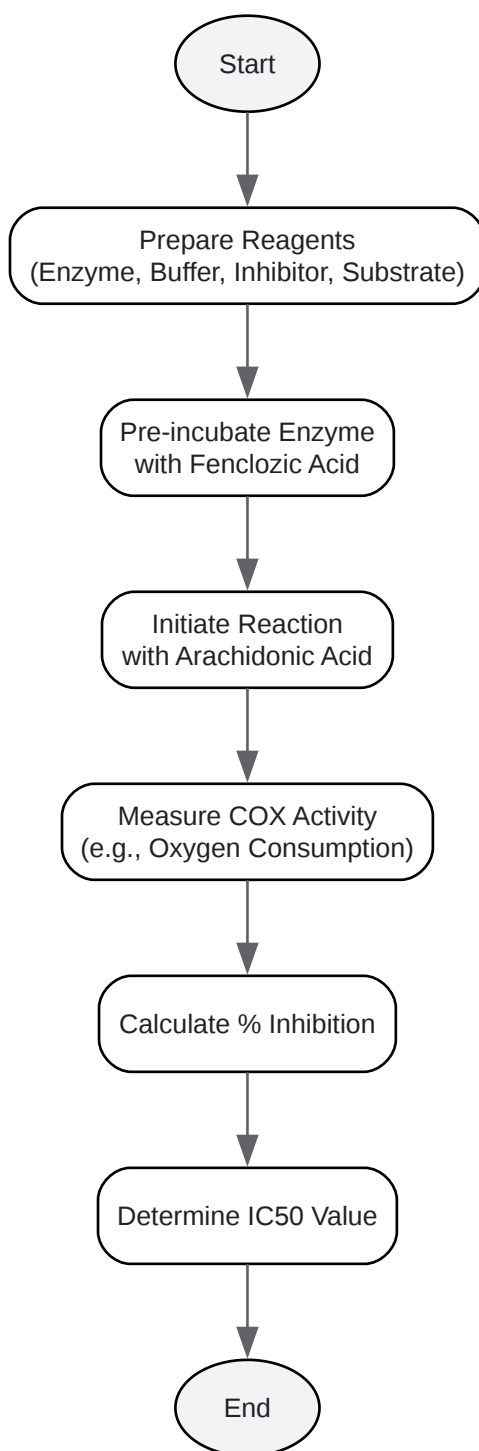 Start
Prepare Reagents
(Enzyme, Buffer, Inhibitor, Substrate)
Pre-incubate Enzyme
with Fenclozic Acid
Initiate Reaction
with Arachidonic Acid
Measure COX Activity
(e.g., Oxygen Consumption)
Calculate % Inhibition
Determine IC50 Value
End